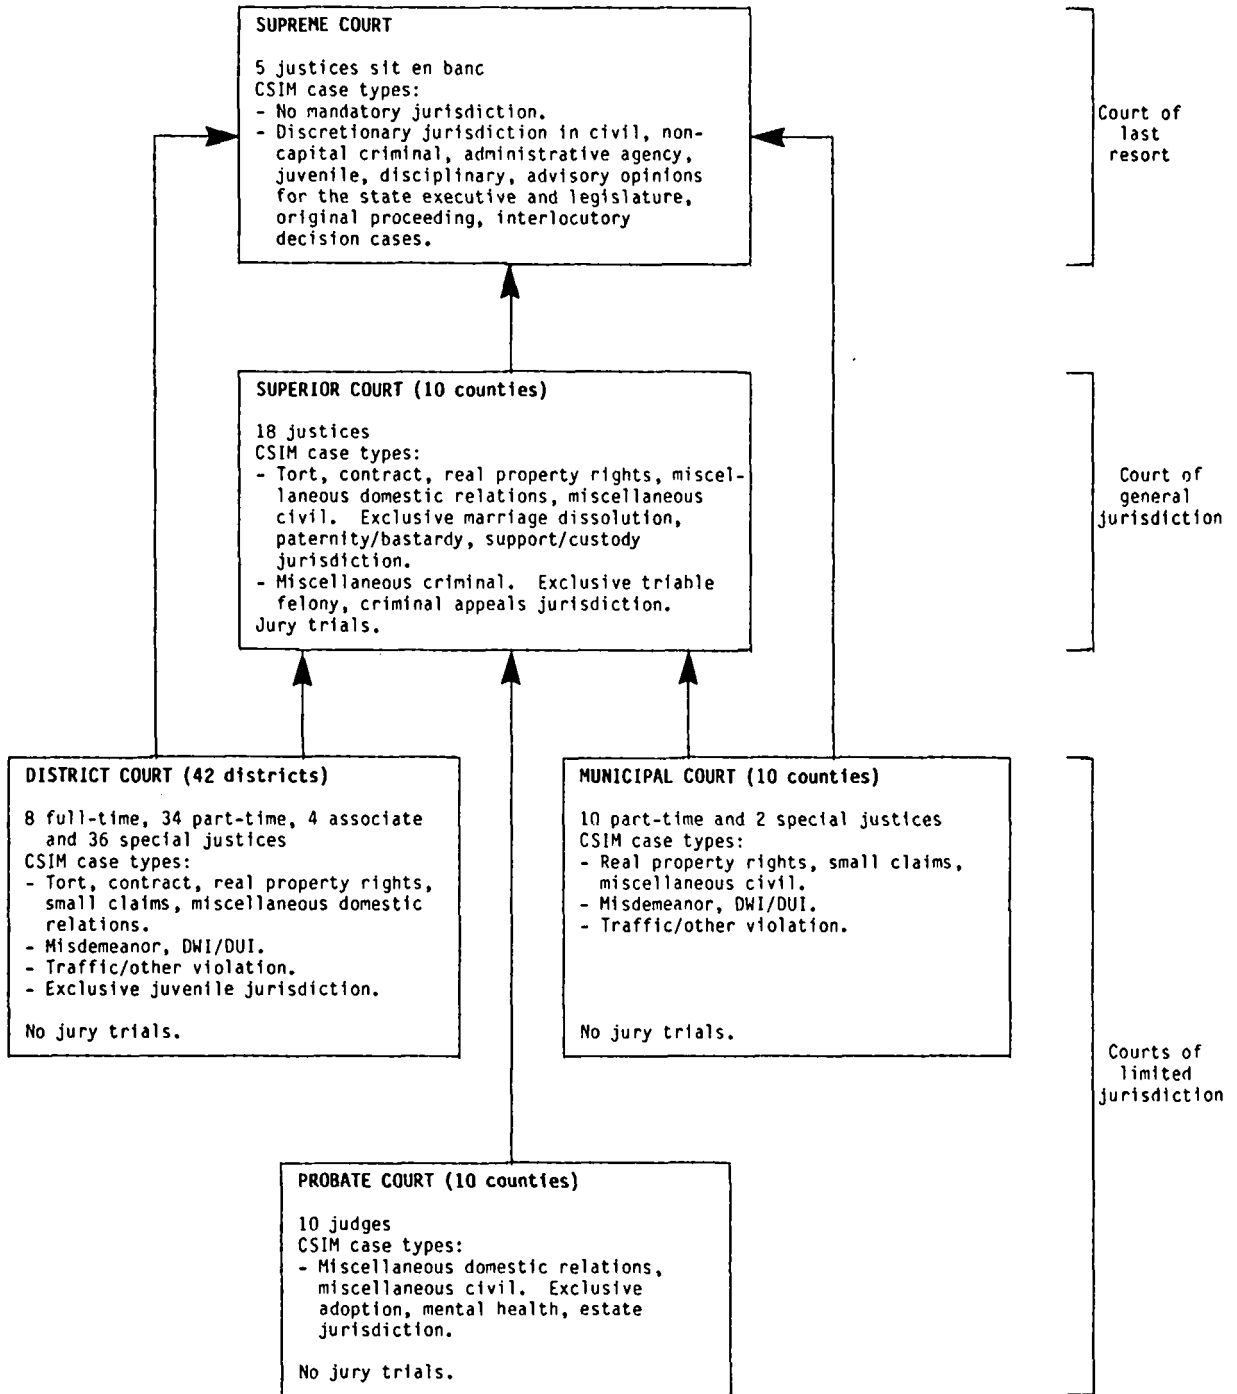 SUPREME COURT
5 justices sit en banc
CSIM case types:
- No mandatory jurisdiction.
- Discretionary jurisdiction in civil, non-
capital criminal, administrative agency,
juvenile, disciplinary, advisory opinions
for the state executive and legislature,
original proceeding, interlocutory
decision cases.
Court of
last
resort
SUPERIOR COURT (10 counties)
18 justices
CSIM case types:
- Tort, contract, real property rights, miscel-
laneous domestic relations, miscellaneous
civil. Exclusive marriage dissolution,
paternity/bastardy, support/custody
jurisdiction.
- Miscellaneous criminal. Exclusive triable
felony, criminal appeals jurisdiction.
Jury trials.
Court of
general
jurisdiction
DISTRICT COURT (42 districts)
8 full-time, 34 part-time, 4 associate
and 36 special justices
CSIM case types:
- Tort, contract, real property rights,
small claims, miscellaneous domestic
relations.
- Misdemeanor, DWI/DUI.
- Traffic/other violation.
- Exclusive juvenile jurisdiction.
No jury trials.
MUNICIPAL COURT (10 counties)
10 part-time and 2 special justices
CSIM case types:
- Real property rights, small claims,
miscellaneous civil.
- Misdemeanor, DWI/DUI.
- Traffic/other violation.
No jury trials.
Courts of
limited
jurisdiction
PROBATE COURT (10 counties)
10 judges
CSIM case types:
- Miscellaneous domestic relations,
miscellaneous civil. Exclusive
adoption, mental health, estate
jurisdiction.
No jury trials.